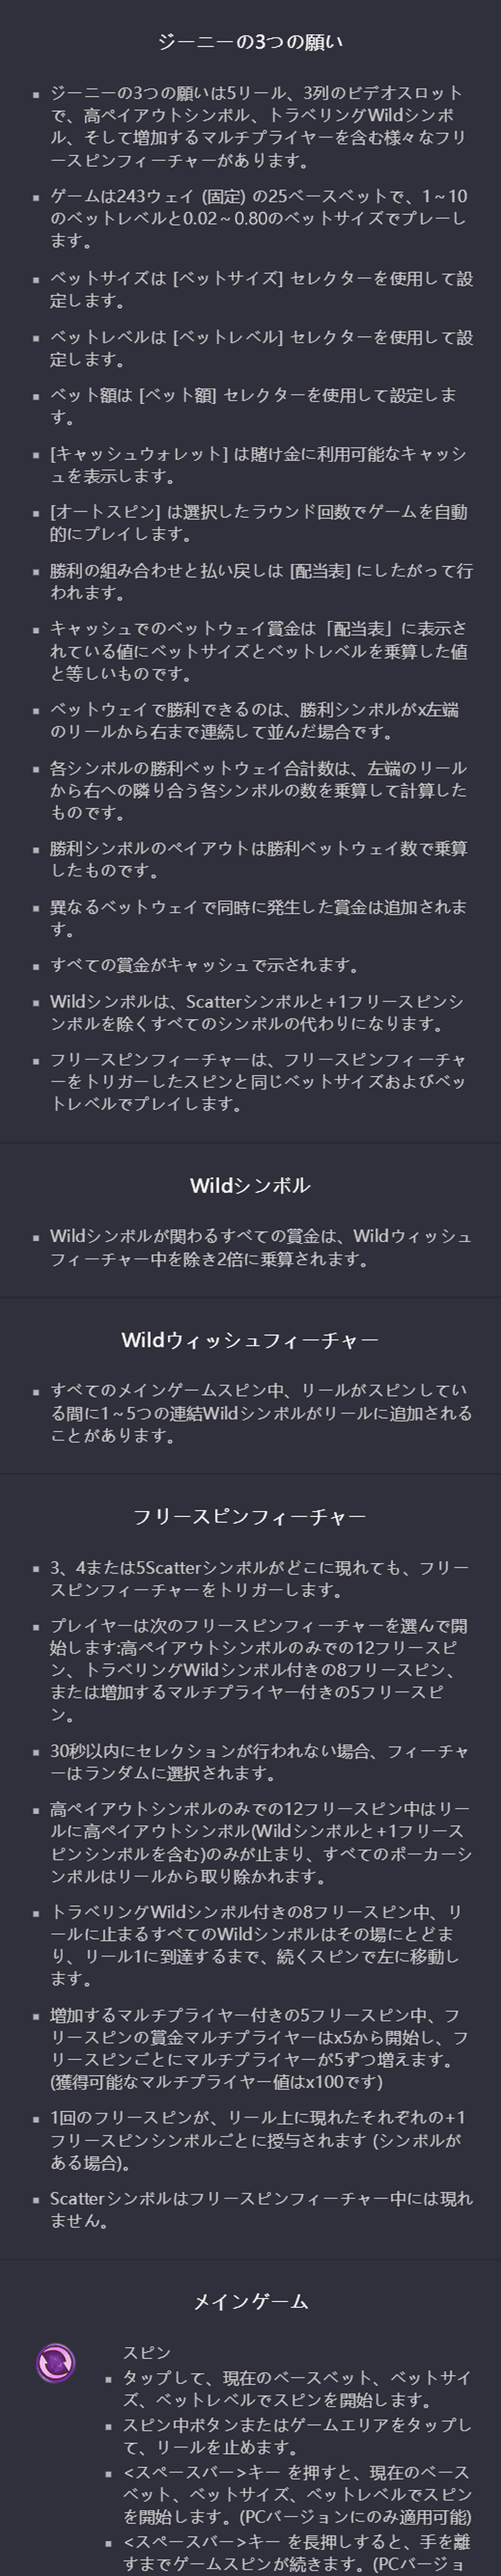 ジーニーの3つの願い
ジーニーの3つの願いは5リール、3列のビデオスロット
で、高ペイアウトシンボル、トラベリングWildシンボ
ル、そして増加するマルチプライヤーを含む様々なフリ
ースピンフィーチャーがあります。
ゲームは243ウェイ (固定) の25ベースベットで、1～10
のベットレベルと0.02～0.80のベットサイズでプレーし
ます。
ベットサイズは [ベットサイズ] セレクターを使用して設
定します。
ベットレベルは [ベットレベル] セレクターを使用して設
定します。
ベット額は [ベット額] セレクターを使用して設定しま
す。
[キャッシュウォレット] は賭け金に利用可能なキャッシ
ュを表示します。
[オートスピン] は選択したラウンド回数でゲームを自動
的にプレイします。
勝利の組み合わせと払い戻しは [配当表] にしたがって行
われます。
キャッシュでのベットウェイ賞金は「配当表」に表示さ
れている値にベットサイズとベットレベルを乗算した値
と等しいものです。
ベットウェイで勝利できるのは、勝利シンボルがx左端
のリールから右まで連続して並んだ場合です。
各シンボルの勝利ベットウェイ合計数は、左端のリール
から右への隣り合う各シンボルの数を乗算して計算した
ものです。
勝利シンボルのペイアウトは勝利ベットウェイ数で乗算
したものです。
異なるベットウェイで同時に発生した賞金は追加されま
す。
すべての賞金がキャッシュで示されます。
Wildシンボルは、Scatterシンボルと+1フリースピンシ
ンボルを除くすべてのシンボルの代わりになります。
フリースピンフィーチャーは、フリースピンフィーチャ
ーをトリガーしたスピンと同じベットサイズおよびベッ
トレベルでプレイします。
Wildシンボル
Wildシンボルが関わるすべての賞金は、Wildウィッシュ
フィーチャー中を除き2倍に乗算されます。
Wildウィッシュフィーチャー
すべてのメインゲームスピン中、リールがスピンしてい
る間に1～5つの連結Wildシンボルがリールに追加される
ことがあります。
フリースピンフィーチャー
3、4または5Scatterシンボルがどこに現れても、フリー
スピンフィーチャーをトリガーします。
プレイヤーは次のフリースピンフィーチャーを選んで開
始します:高ペイアウトシンボルのみでの12フリースピ
ン、トラベリングWildシンボル付きの8フリースピン、
または増加するマルチプライヤー付きの5フリースピ
ン。
30秒以内にセレクションが行われない場合、フィーチャ
ーはランダムに選択されます。
高ペイアウトシンボルのみでの12フリースピン中はリー
ルに高ペイアウトシンボル(Wildシンボルと+1フリース
ピンシンボルを含む)のみが止まり、すべてのポーカーシ
ンボルはリールから取り除かれます。
トラベリングWildシンボル付きの8フリースピン中、リ
ールに止まるすべてのWildシンボルはその場にとどま
り、リール1に到達するまで、続くスピンで左に移動し
ます。
増加するマルチプライヤー付きの5フリースピン中、フ
リースピンの賞金マルチプライヤーはx5から開始し、フ
リースピンごとにマルチプライヤーが5ずつ増えます。
(獲得可能なマルチプライヤー値はx100です)
1回のフリースピンが、リール上に現れたそれぞれの+1
フリースピンシンボルごとに授与されます (シンボルが
ある場合)。
Scatterシンボルはフリースピンフィーチャー中には現れ
ません。
メインゲーム
スピン
タップして、現在のベースベット、ベットサイ
ズ、ベットレベルでスピンを開始します。
スピン中ボタンまたはゲームエリアをタップし
て、リールを止めます。
<スペースバー>キー を押すと、現在のベース
ベット、ベットサイズ、ベットレベルでスピン
を開始します。(PCバージョンにのみ適用可能)
<スペースバー>キー を長押しすると、手を離
すまでゲームスピンが続きます。(PCバージョ